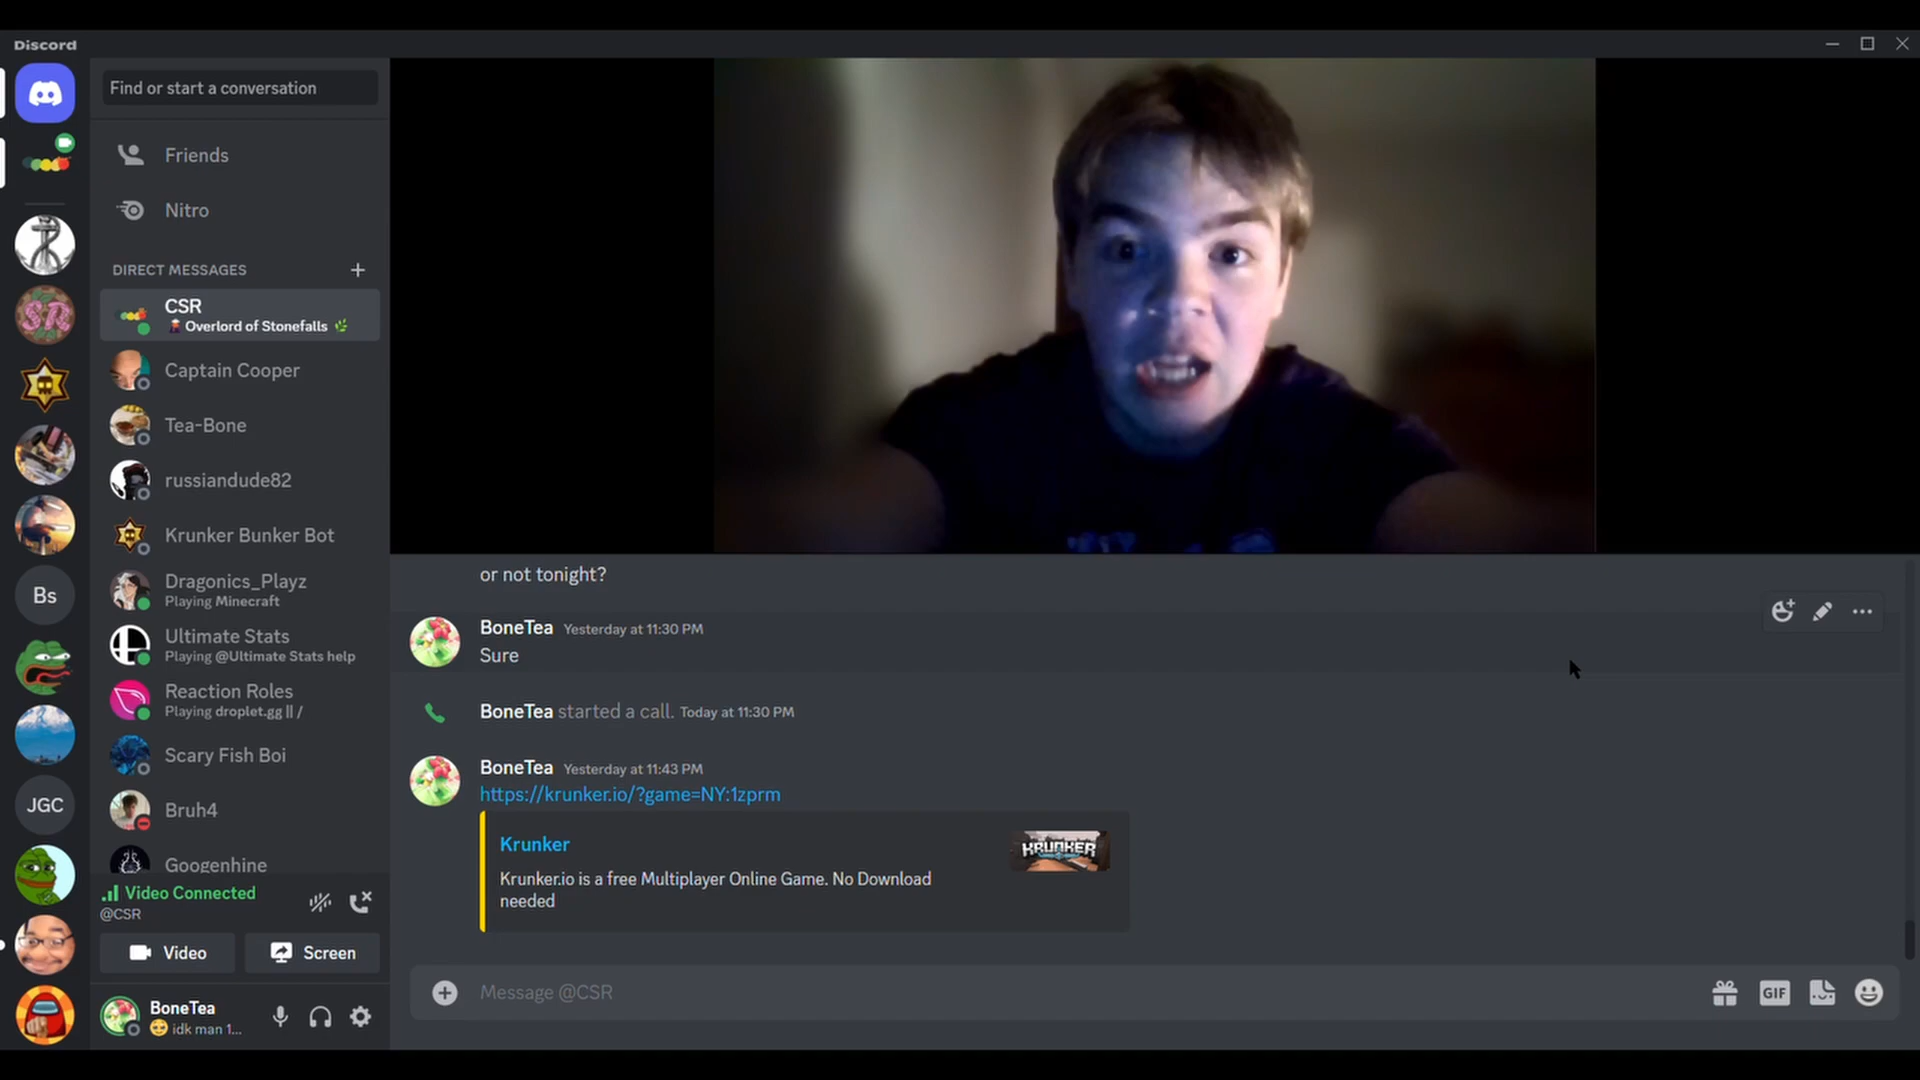 Discord
Find or start a conversation
Friends
Nitro
DIRECT MESSAGES
CSR
Overlord of Stonefalls
Captain Cooper
Tea-Bone
russiandude82
Krunker Bunker Bot
Dragonics_Playz
Playing Minecraft
Ultimate Stats
Playing @Ultimate Stats help
Reaction Roles
Playing droplet.gg || /
Scary Fish Boi
Bruh4
Googenhine
Video Connected
@CSR
Video
Screen
BoneTea
idk man 1...
SR
Bs
JGC
or not tonight?
BoneTea Yesterday at 11:30 PM
Sure
BoneTea started a call. Today at 11:30 PM
BoneTea Yesterday at 11:43 PM
https://krunker.io/?game=NY:1zprm
Krunker
KRUNKER
Krunker.io is a free Multiplayer Online Game. No Download
needed
Message @CSR
GIF